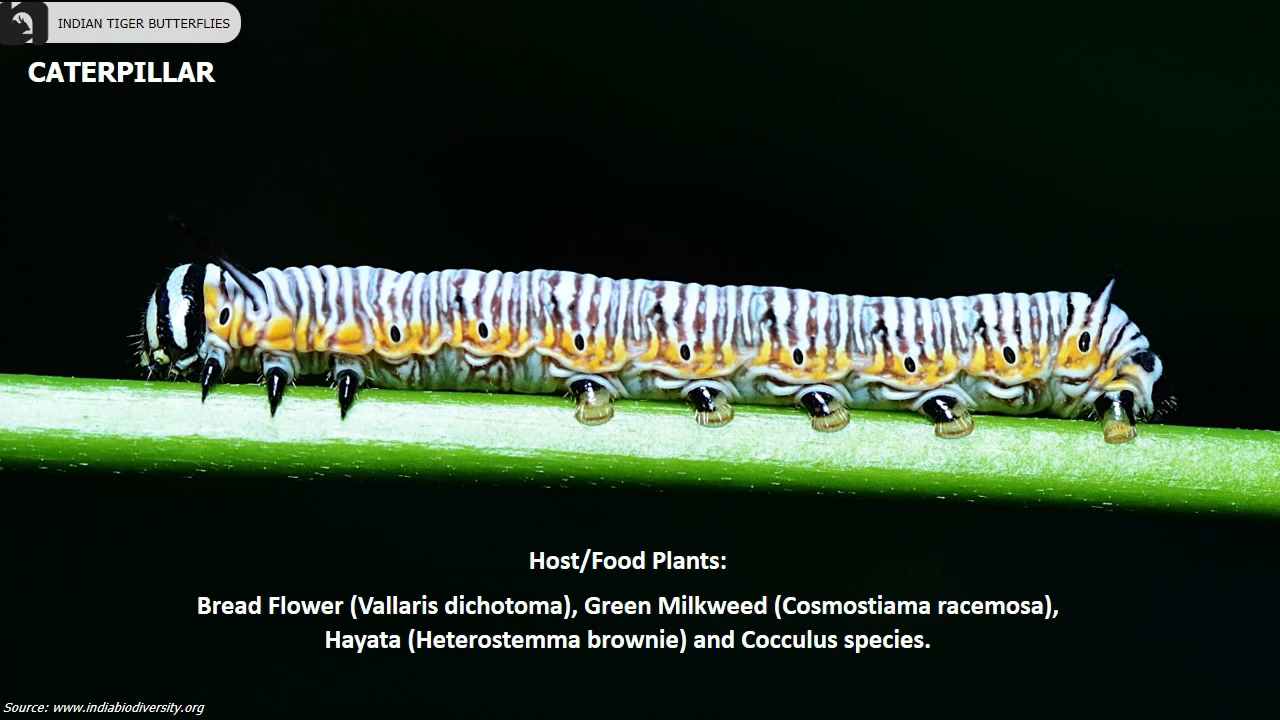 INDIAN TIGER BUTTERFLIES
CATERPILLAR
Host/Food Plants:
Bread Flower (Vallaris dichotoma), Green Milkweed (Cosmostiama racemosa),
Hayata (Heterostemma brownie) and Cocculus species.
Source: www.indiabiodiversity.org